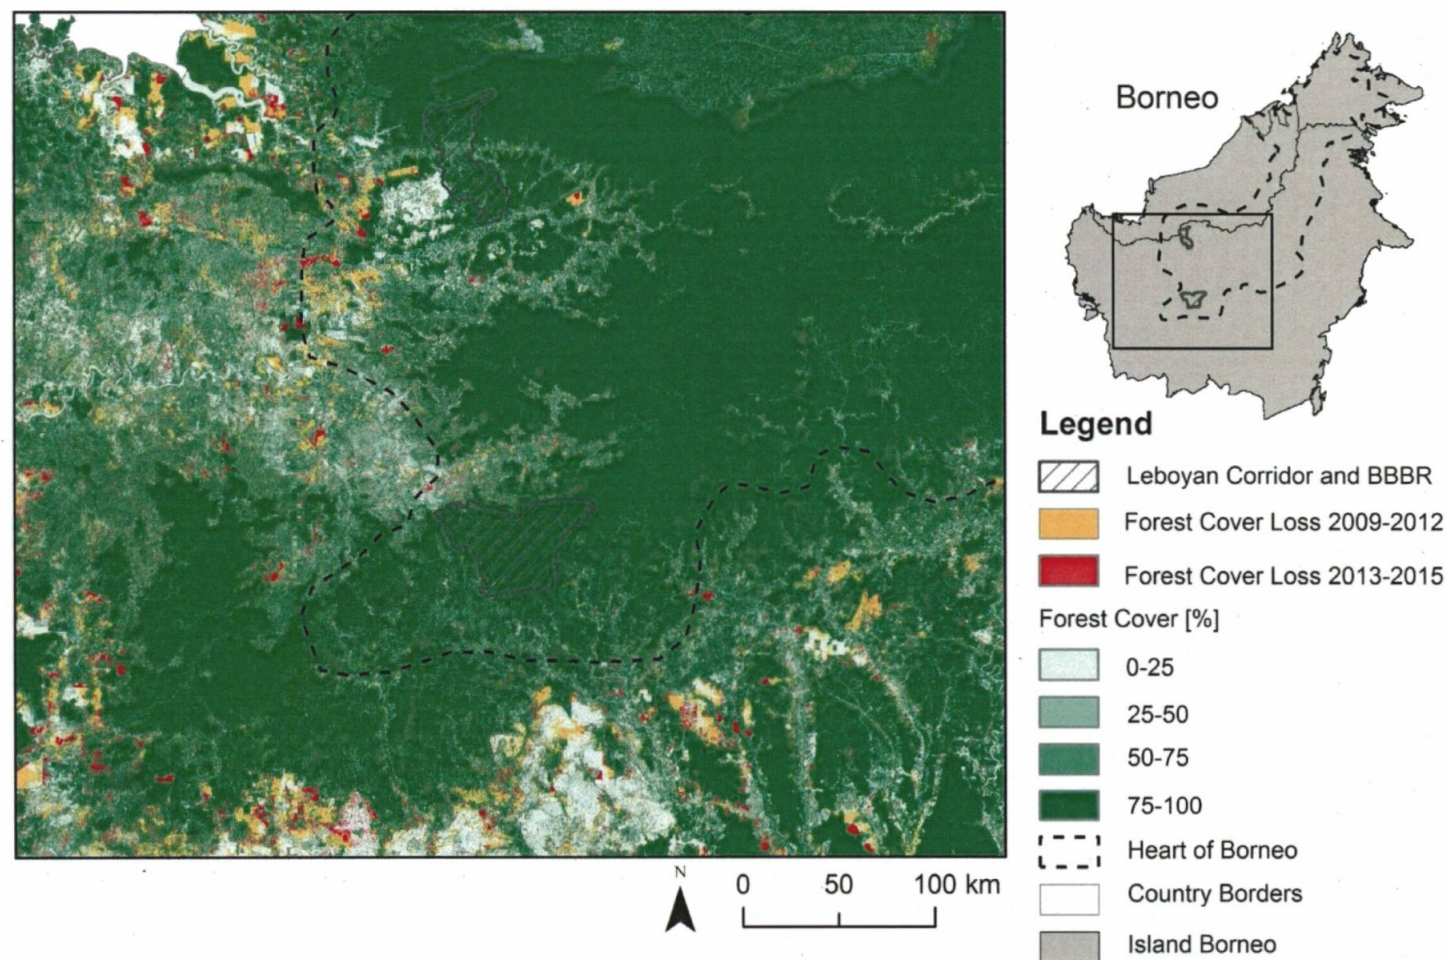 Borneo
Legend
Leboyan Corridor and BBBR
Forest Cover Loss 2009-2012
Forest Cover Loss 2013-2015
Forest Cover [%]
0-25
25-50
50-75
75-100
Heart of Borneo
Country Borders
Island Borneo
N
0 50 100 km